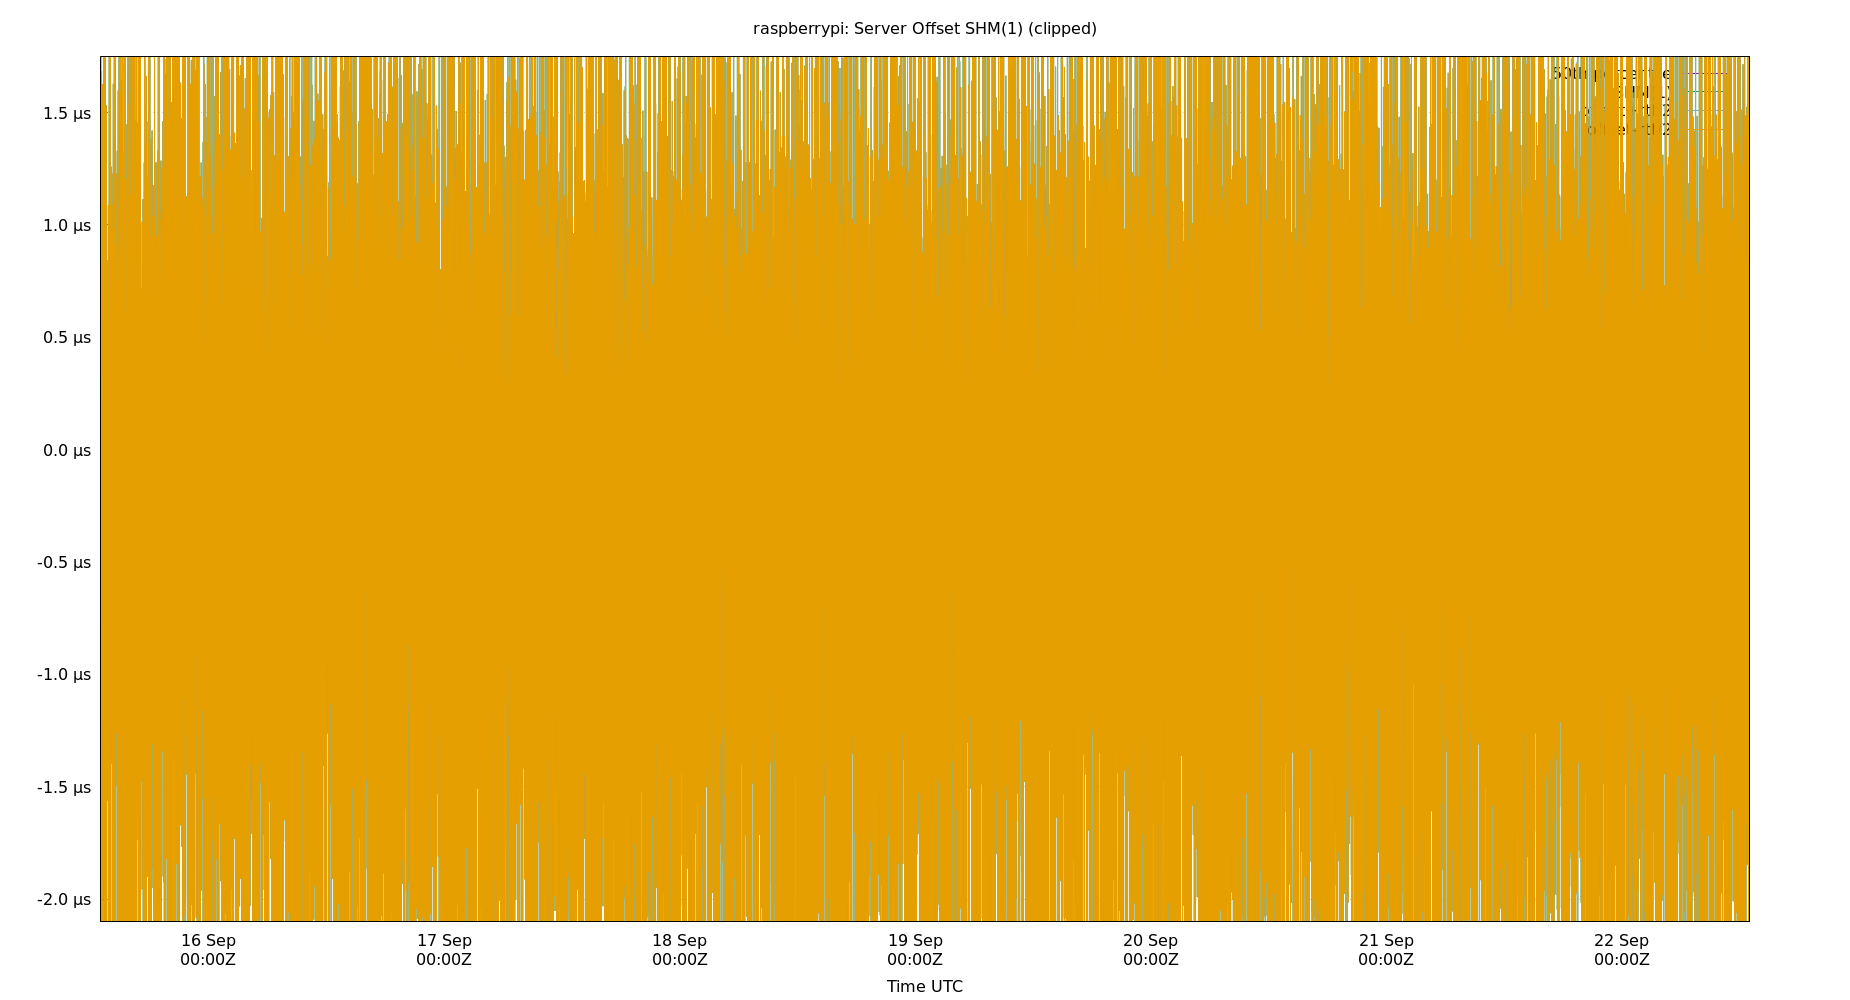 raspberrypi: Server Offset SHM(1) (clipped)
1.5 µs
1.0 µs
0.5 µs
0.0 µs
-0.5 µs
-1.0 µs
-1.5 µs
-2.0 µs
16 Sep 17 Sep 18 Sep 19 Sep 20 Sep 21 Sep 22 Sep
00:00Z 00:00Z 00:00Z 00:00Z 00:00Z 00:00Z 00:00Z
Time UTC